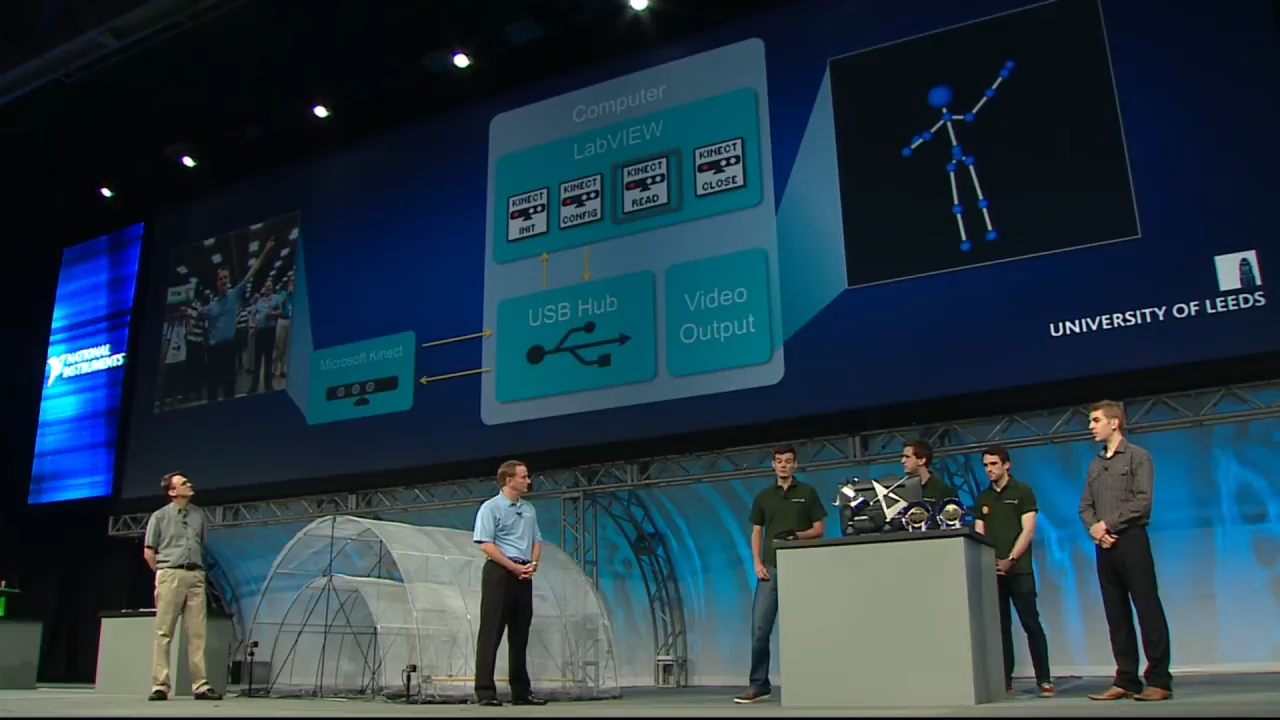 NATIONAL
INSTRUMENTS
Microsoft Kinect
Computer
LabVIEW
KINECT
INIT
KINECT
CONFIG
KINECT
READ
KINECT
CLOSE
USB Hub
Video
Output
UNIVERSITY OF LEEDS